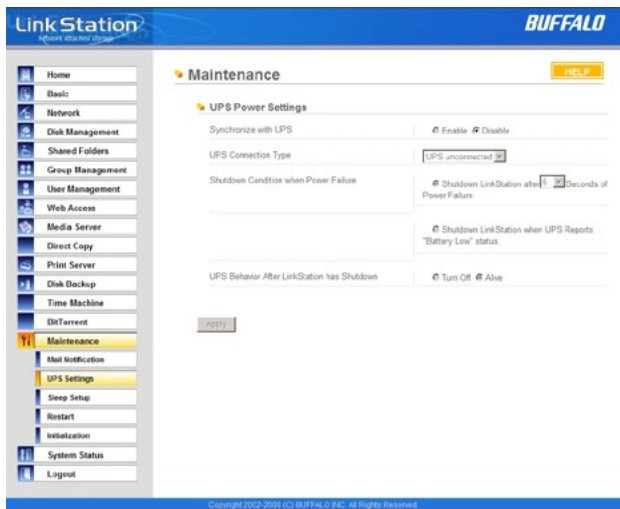 LinkStation
network attached storage
BUFFALO
Home
Basic
Network
Disk Management
Shared Folders
Group Management
User Management
Web Access
Media Server
Direct Copy
Print Server
Disk Backup
Time Machine
BitTorrent
Maintenance
Mail Notification
UPS Settings
Sleep Setup
Restart
Initialization
System Status
Logout
Maintenance
HELP
UPS Power Settings
Synchronize with UPS
Enable Disable
UPS Connection Type
UPS unconnected
Shutdown Condition when Power Failure
Shutdown LinkStation after Seconds of
Power Failure.
Shutdown LinkStation when UPS Reports
"Battery Low" status.
UPS Behavior After LinkStation has Shutdown
Turn Off Alive
Apply
Copyright 2002-2006 (C) BUFFALO INC. All Rights Reserved.